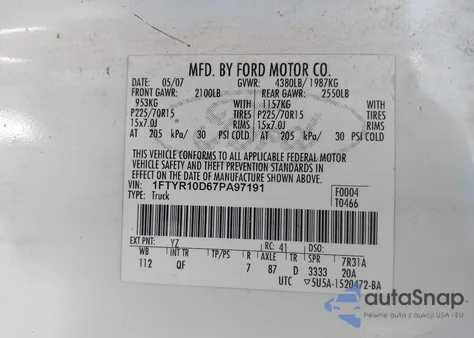 MFD. BY FORD MOTOR CO.
DATE: 05/07 GVWR: 4380LB/ 1987KG
FRONT GAWR: 2100LB REAR GAWR: 2550LB
953KG WITH 1157KG WITH
P225/70R15 TIRES P225/70R15 TIRES
15x7.0J RIMS 15x7.0J RIMS
AT 205 kPa/ 30 PSI COLD AT 205 kPa/ 30 PSI COLD
THIS VEHICLE CONFORMS TO ALL APPLICABLE FEDERAL MOTOR
VEHICLE SAFETY AND THEFT PREVENTION STANDARDS IN
EFFECT ON THE DATE OF MANUFACTURE SHOWN ABOVE.
VIN: 1FTYR10D67PA97191 F0004
TYPE: Truck T0466
EXT PNT: YZ RC: 41 DSO:
WB INT TR TP/PS R AXLE TR SPR 7R31A
112 QF 7 87 D 3333 20A
UTC ▽5U5A-1520472-BA
autoSnap
Pewne auto z aukcji USA - EU